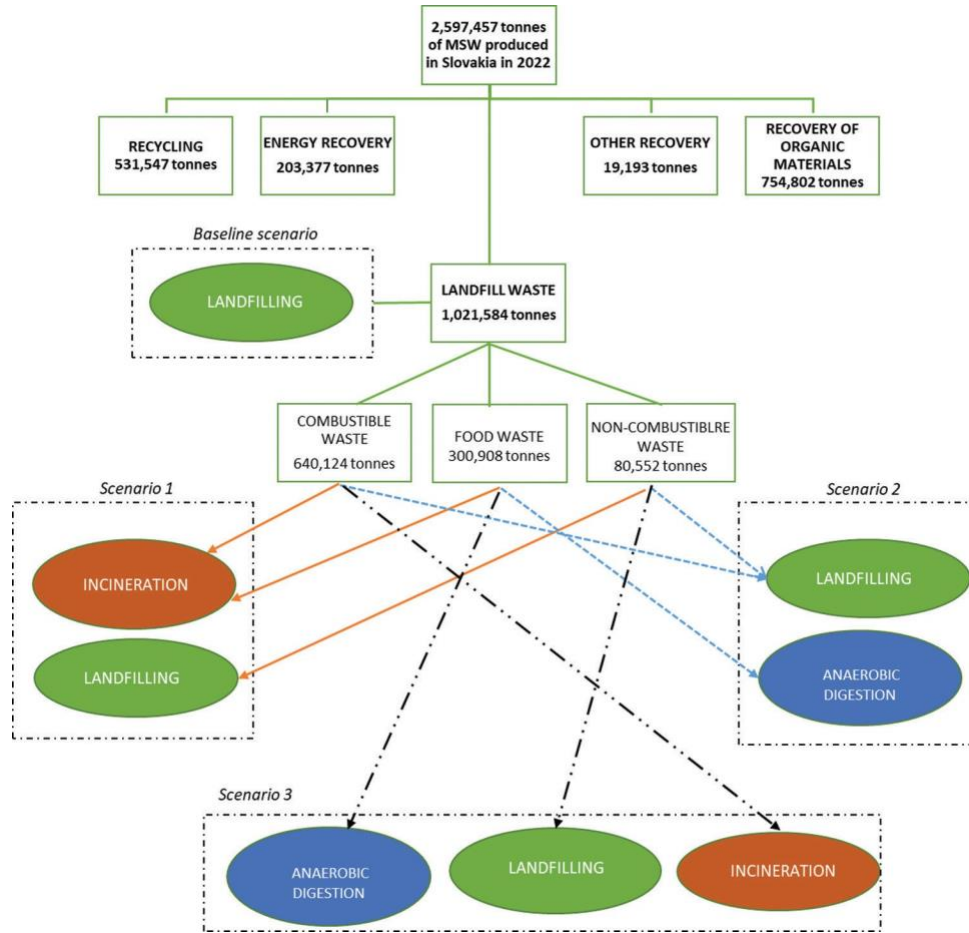 2,597,457 tonnes
of MSW produced
in Slovakia in 2022
RECYCLING
531,547 tonnes
ENERGY RECOVERY
203,377 tonnes
OTHER RECOVERY
19,193 tonnes
RECOVERY OF
ORGANIC
MATERIALS
754,802 tonnes
Baseline scenario
LANDFILLING
LANDFILL WASTE
1,021,584 tonnes
COMBUSTIBLE
WASTE
640,124 tonnes
FOOD WASTE
300,908 tonnes
NON-COMBUSTIBLRE
WASTE
80,552 tonnes
Scenario 1
INCINERATION
LANDFILLING
Scenario 2
LANDFILLING
ANAEROBIC
DIGESTION
Scenario 3
ANAEROBIC
DIGESTION
LANDFILLING
INCINERATION